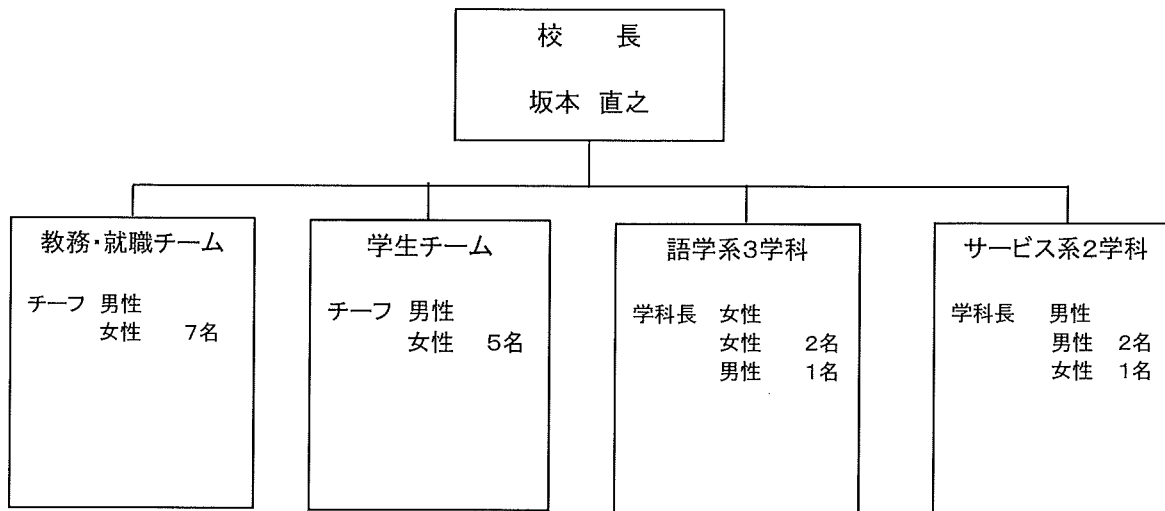 校　長
坂本 直之
教務・就職チーム
チーフ 男性
女性 7名
学生チーム
チーフ 男性
女性 5名
語学系3学科
学科長 女性
女性 2名
男性 1名
サービス系2学科
学科長 男性
男性 2名
女性 1名